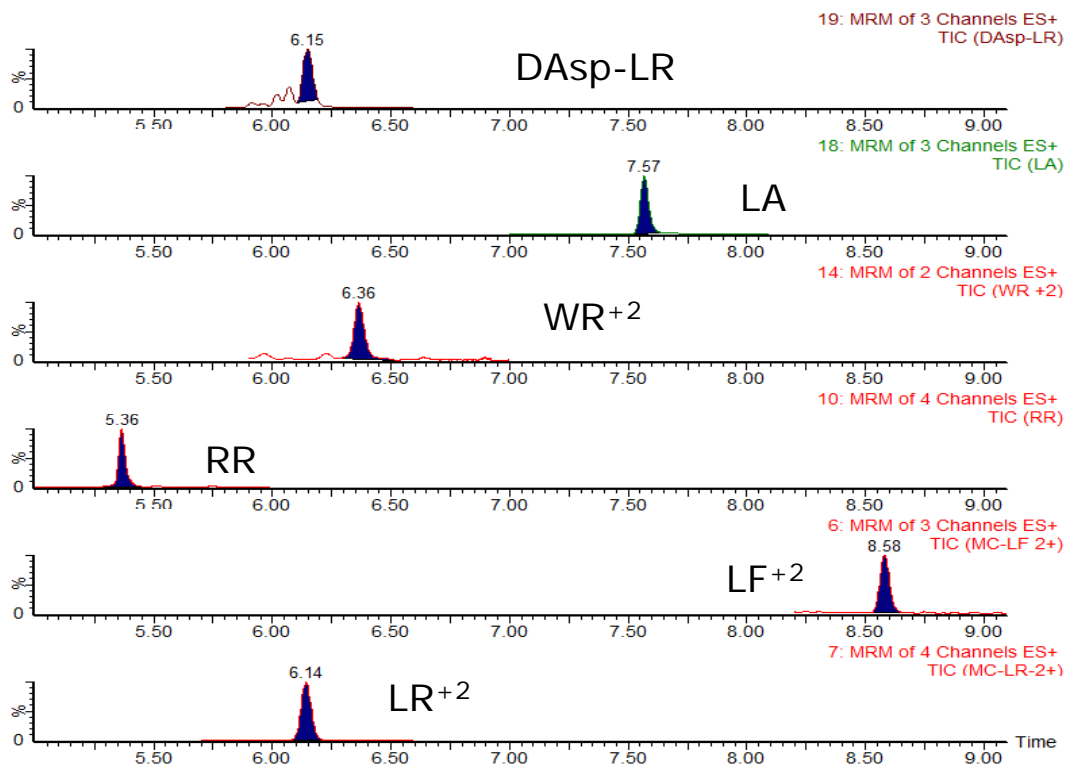 19: MRM of 3 Channels ES+
TIC (DAsp-LR)
6.15
DAsp-LR
%
0
5.50 6.00 6.50 7.00 7.50 8.00 8.50 9.00
18: MRM of 3 Channels ES+
TIC (LA)
7.57
LA
%
0
5.50 6.00 6.50 7.00 7.50 8.00 8.50 9.00
14: MRM of 2 Channels ES+
TIC (WR +2)
6.36
WR+2
%
0
5.50 6.00 6.50 7.00 7.50 8.00 8.50 9.00
10: MRM of 4 Channels ES+
TIC (RR)
5.36
RR
%
0
5.50 6.00 6.50 7.00 7.50 8.00 8.50 9.00
6: MRM of 3 Channels ES+
TIC (MC-LF 2+)
8.58
LF+2
%
0
5.50 6.00 6.50 7.00 7.50 8.00 8.50 9.00
7: MRM of 4 Channels ES+
TIC (MC-LR-2+)
6.14
LR+2
%
0
Time
5.50 6.00 6.50 7.00 7.50 8.00 8.50 9.00